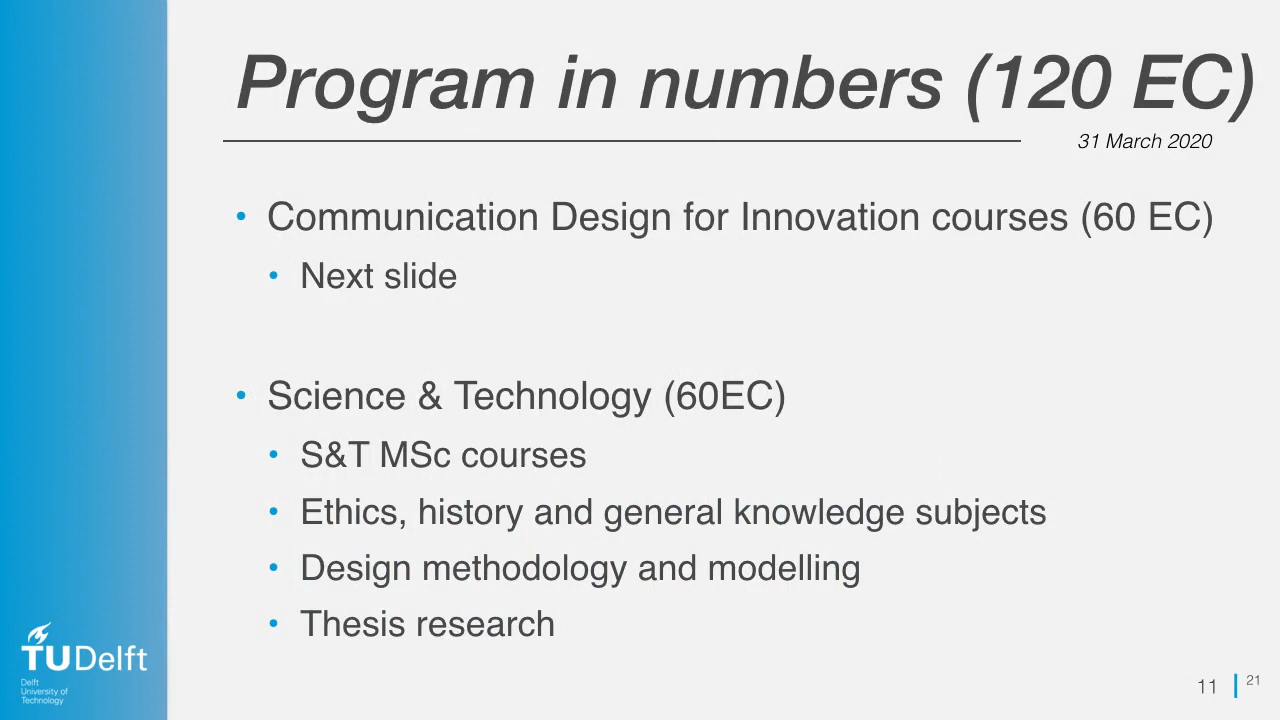 Program in numbers (120 EC)
31 March 2020
• Communication Design for Innovation courses (60 EC)
• Next slide
• Science & Technology (60EC)
• S&T MSc courses
• Ethics, history and general knowledge subjects
• Design methodology and modelling
• Thesis research
TUDelft
Delft
University of
Technology
11 | 21